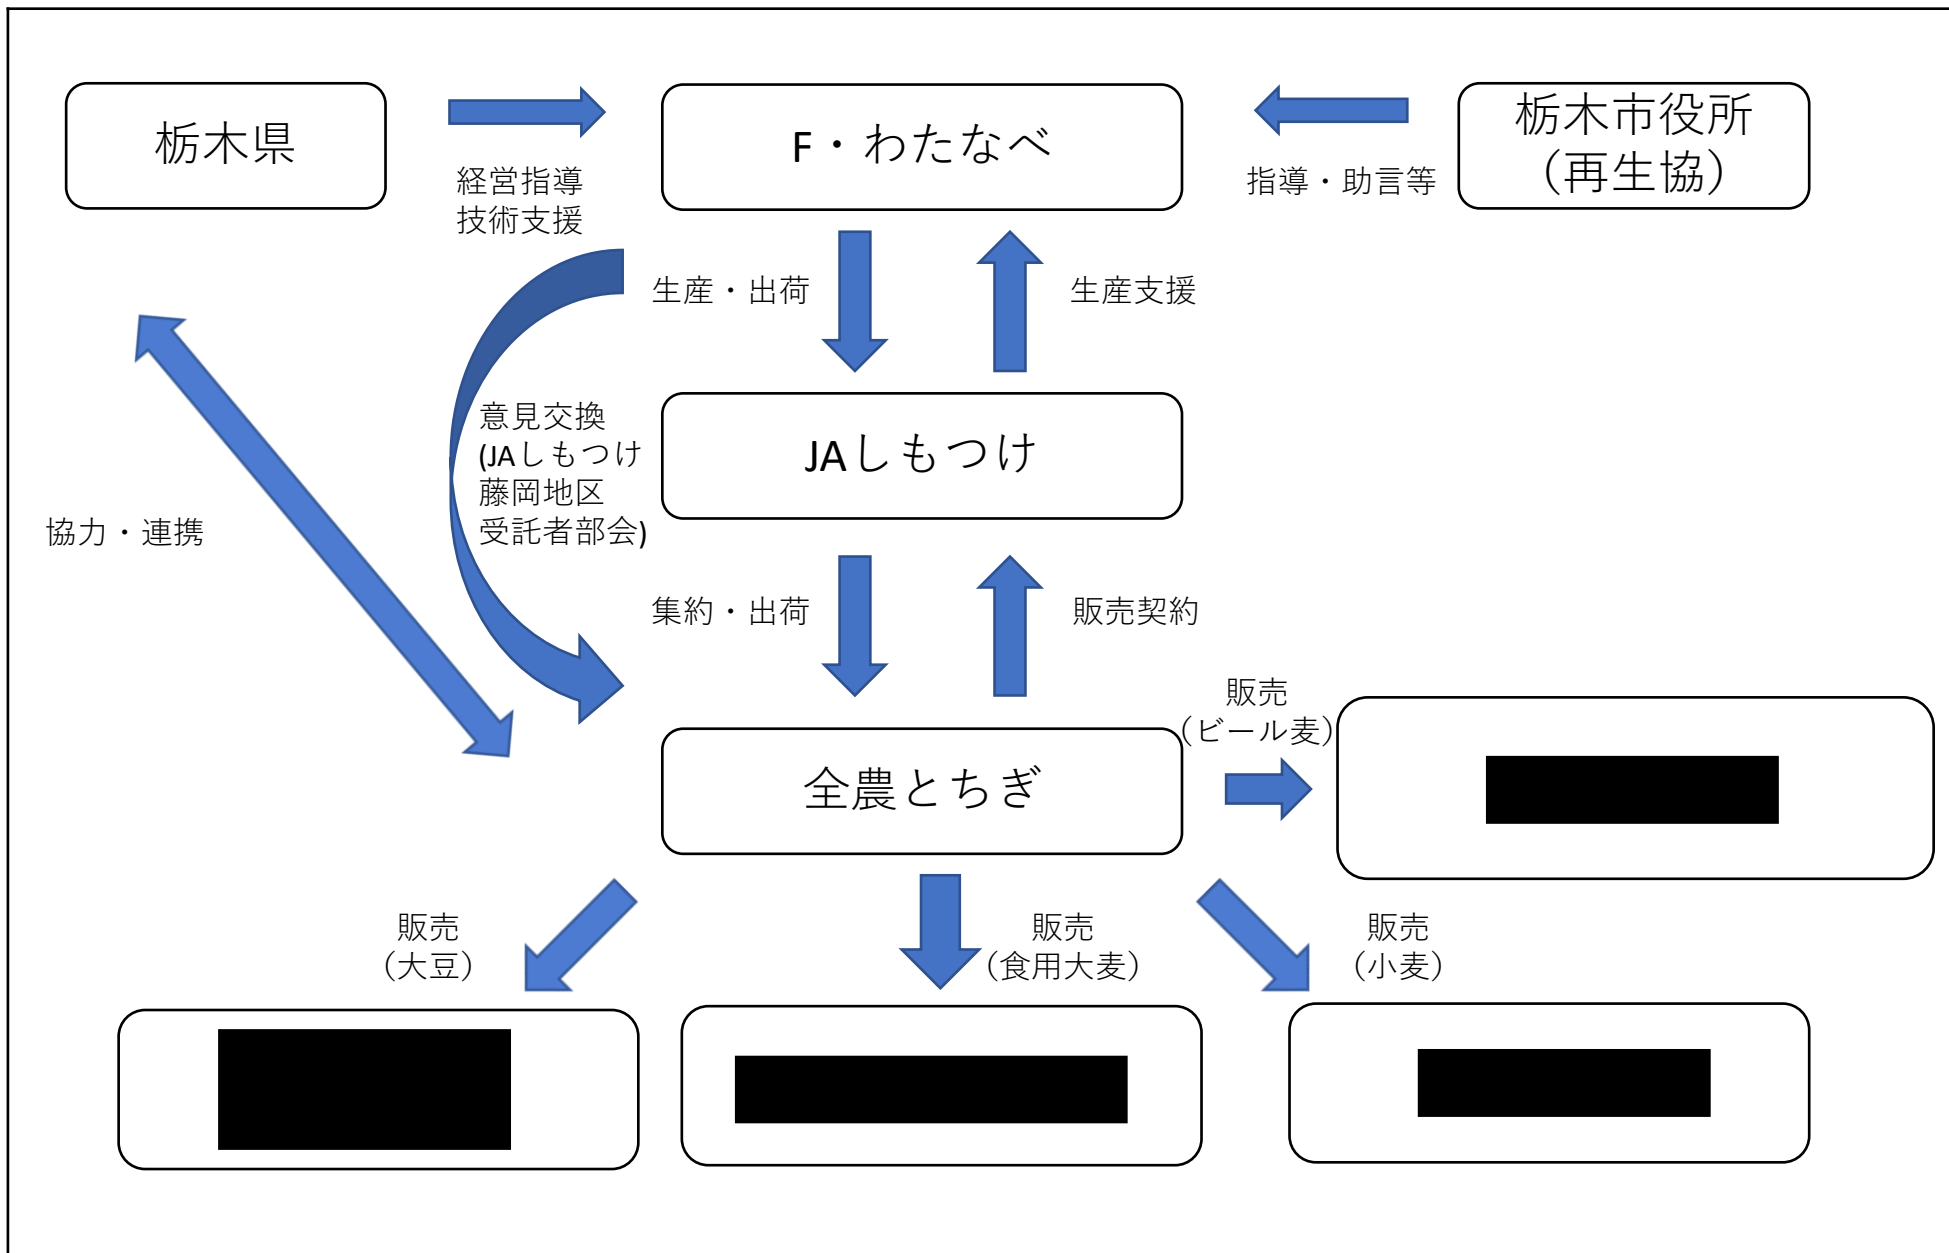 栃木県
F・わたなべ
栃木市役所
（再生協）
経営指導
技術支援
指導・助言等
生産・出荷
生産支援
意見交換
(JAしもつけ
藤岡地区
受託者部会)
JAしもつけ
協力・連携
集約・出荷
販売契約
販売
（ビール麦）
全農とちぎ
販売
（大豆）
販売
（食用大麦）
販売
（小麦）